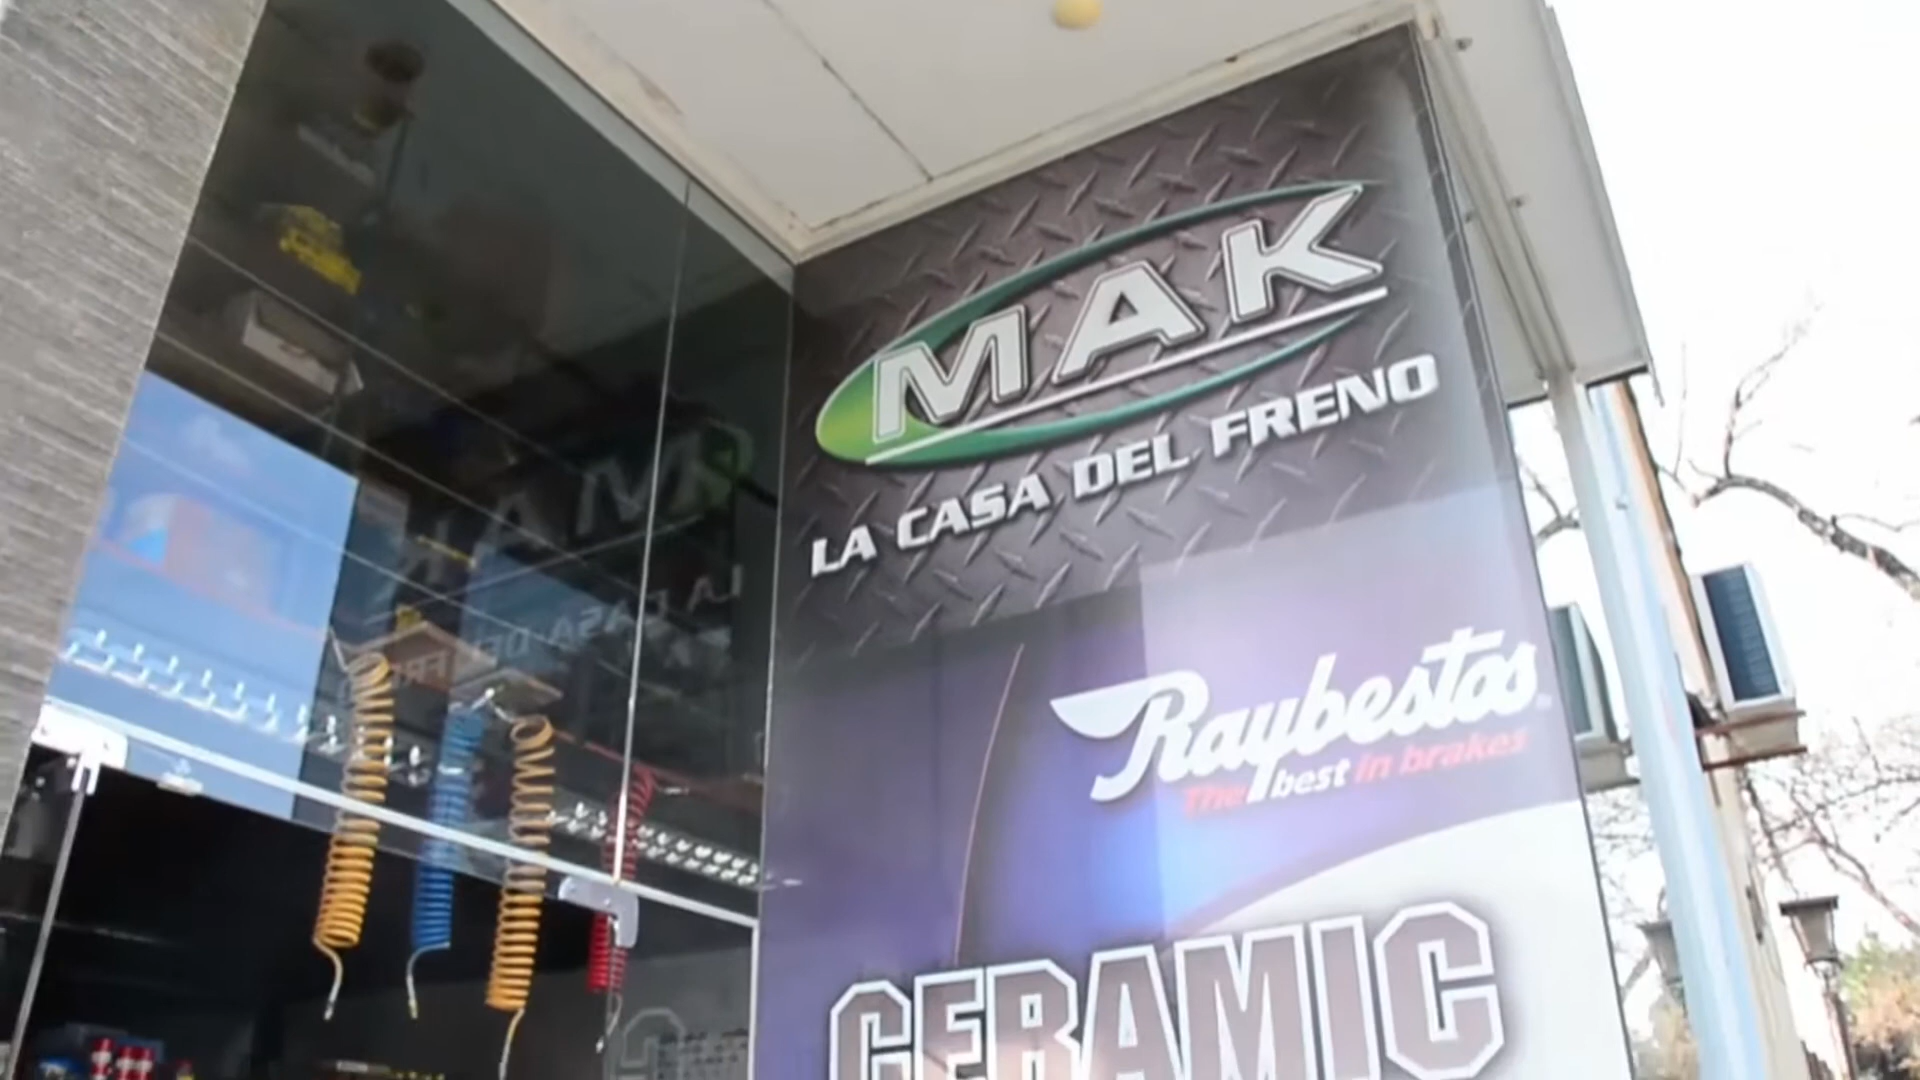 MAK
LA CASA DEL FRENO
Raybestos
The best in brakes
CERAMIC